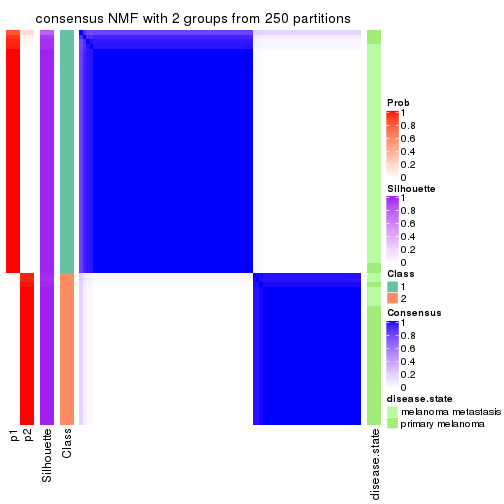 consensus NMF with 2 groups from 250 partitions
Prob
1
0.8
0.6
0.4
0.2
0
Silhouette
1
0.8
0.6
0.4
0.2
0
Class
1
2
Consensus
1
0.8
0.6
0.4
0.2
0
disease.state
melanoma metastasis
primary melanoma
p1
p2
Silhouette
Class
disease.state